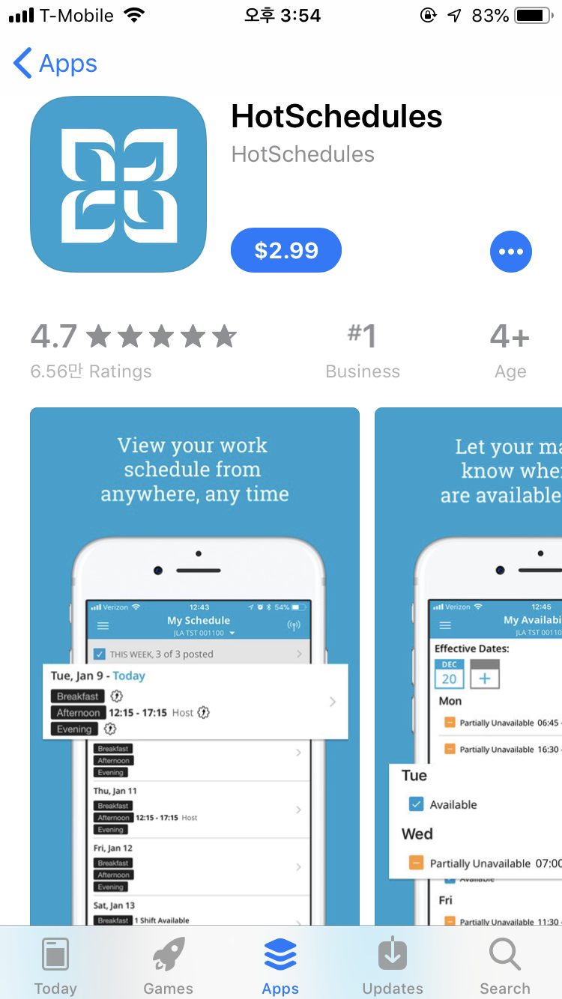 T-Mobile 오후 3:54 83%
Apps
HotSchedules
HotSchedules
$2.99
4.7
6.56만 Ratings
#1
Business
4+
Age
View your work
schedule from
anywhere, any time
Verizon 12:43 54%
My Schedule
JLA TST 001100
THIS WEEK, 3 of 3 posted
Tue, Jan 9 - Today
Breakfast
Afternoon 12:15 - 17:15 Host
Evening
Breakfast
Afternoon
Evening
Thu, Jan 11
Breakfast
Afternoon 12:15 - 17:15 Host
Evening
Fri, Jan 12
Breakfast
Afternoon
Evening
Sat, Jan 13
Breakfast 1 Shift Available
Let your ma
know whe
are available
Verizon 12:45
My Availabi
JLA TST 00110
Effective Dates:
DEC
20 +
Mon
Partially Unavailable 06:45 -
Partially Unavailable 16:30 -
Tue
Available
Wed
Partially Unavailable 07:00
Available
Fri
Partially Unavailable 11:30 -
Today
Games
Apps
Updates
Search